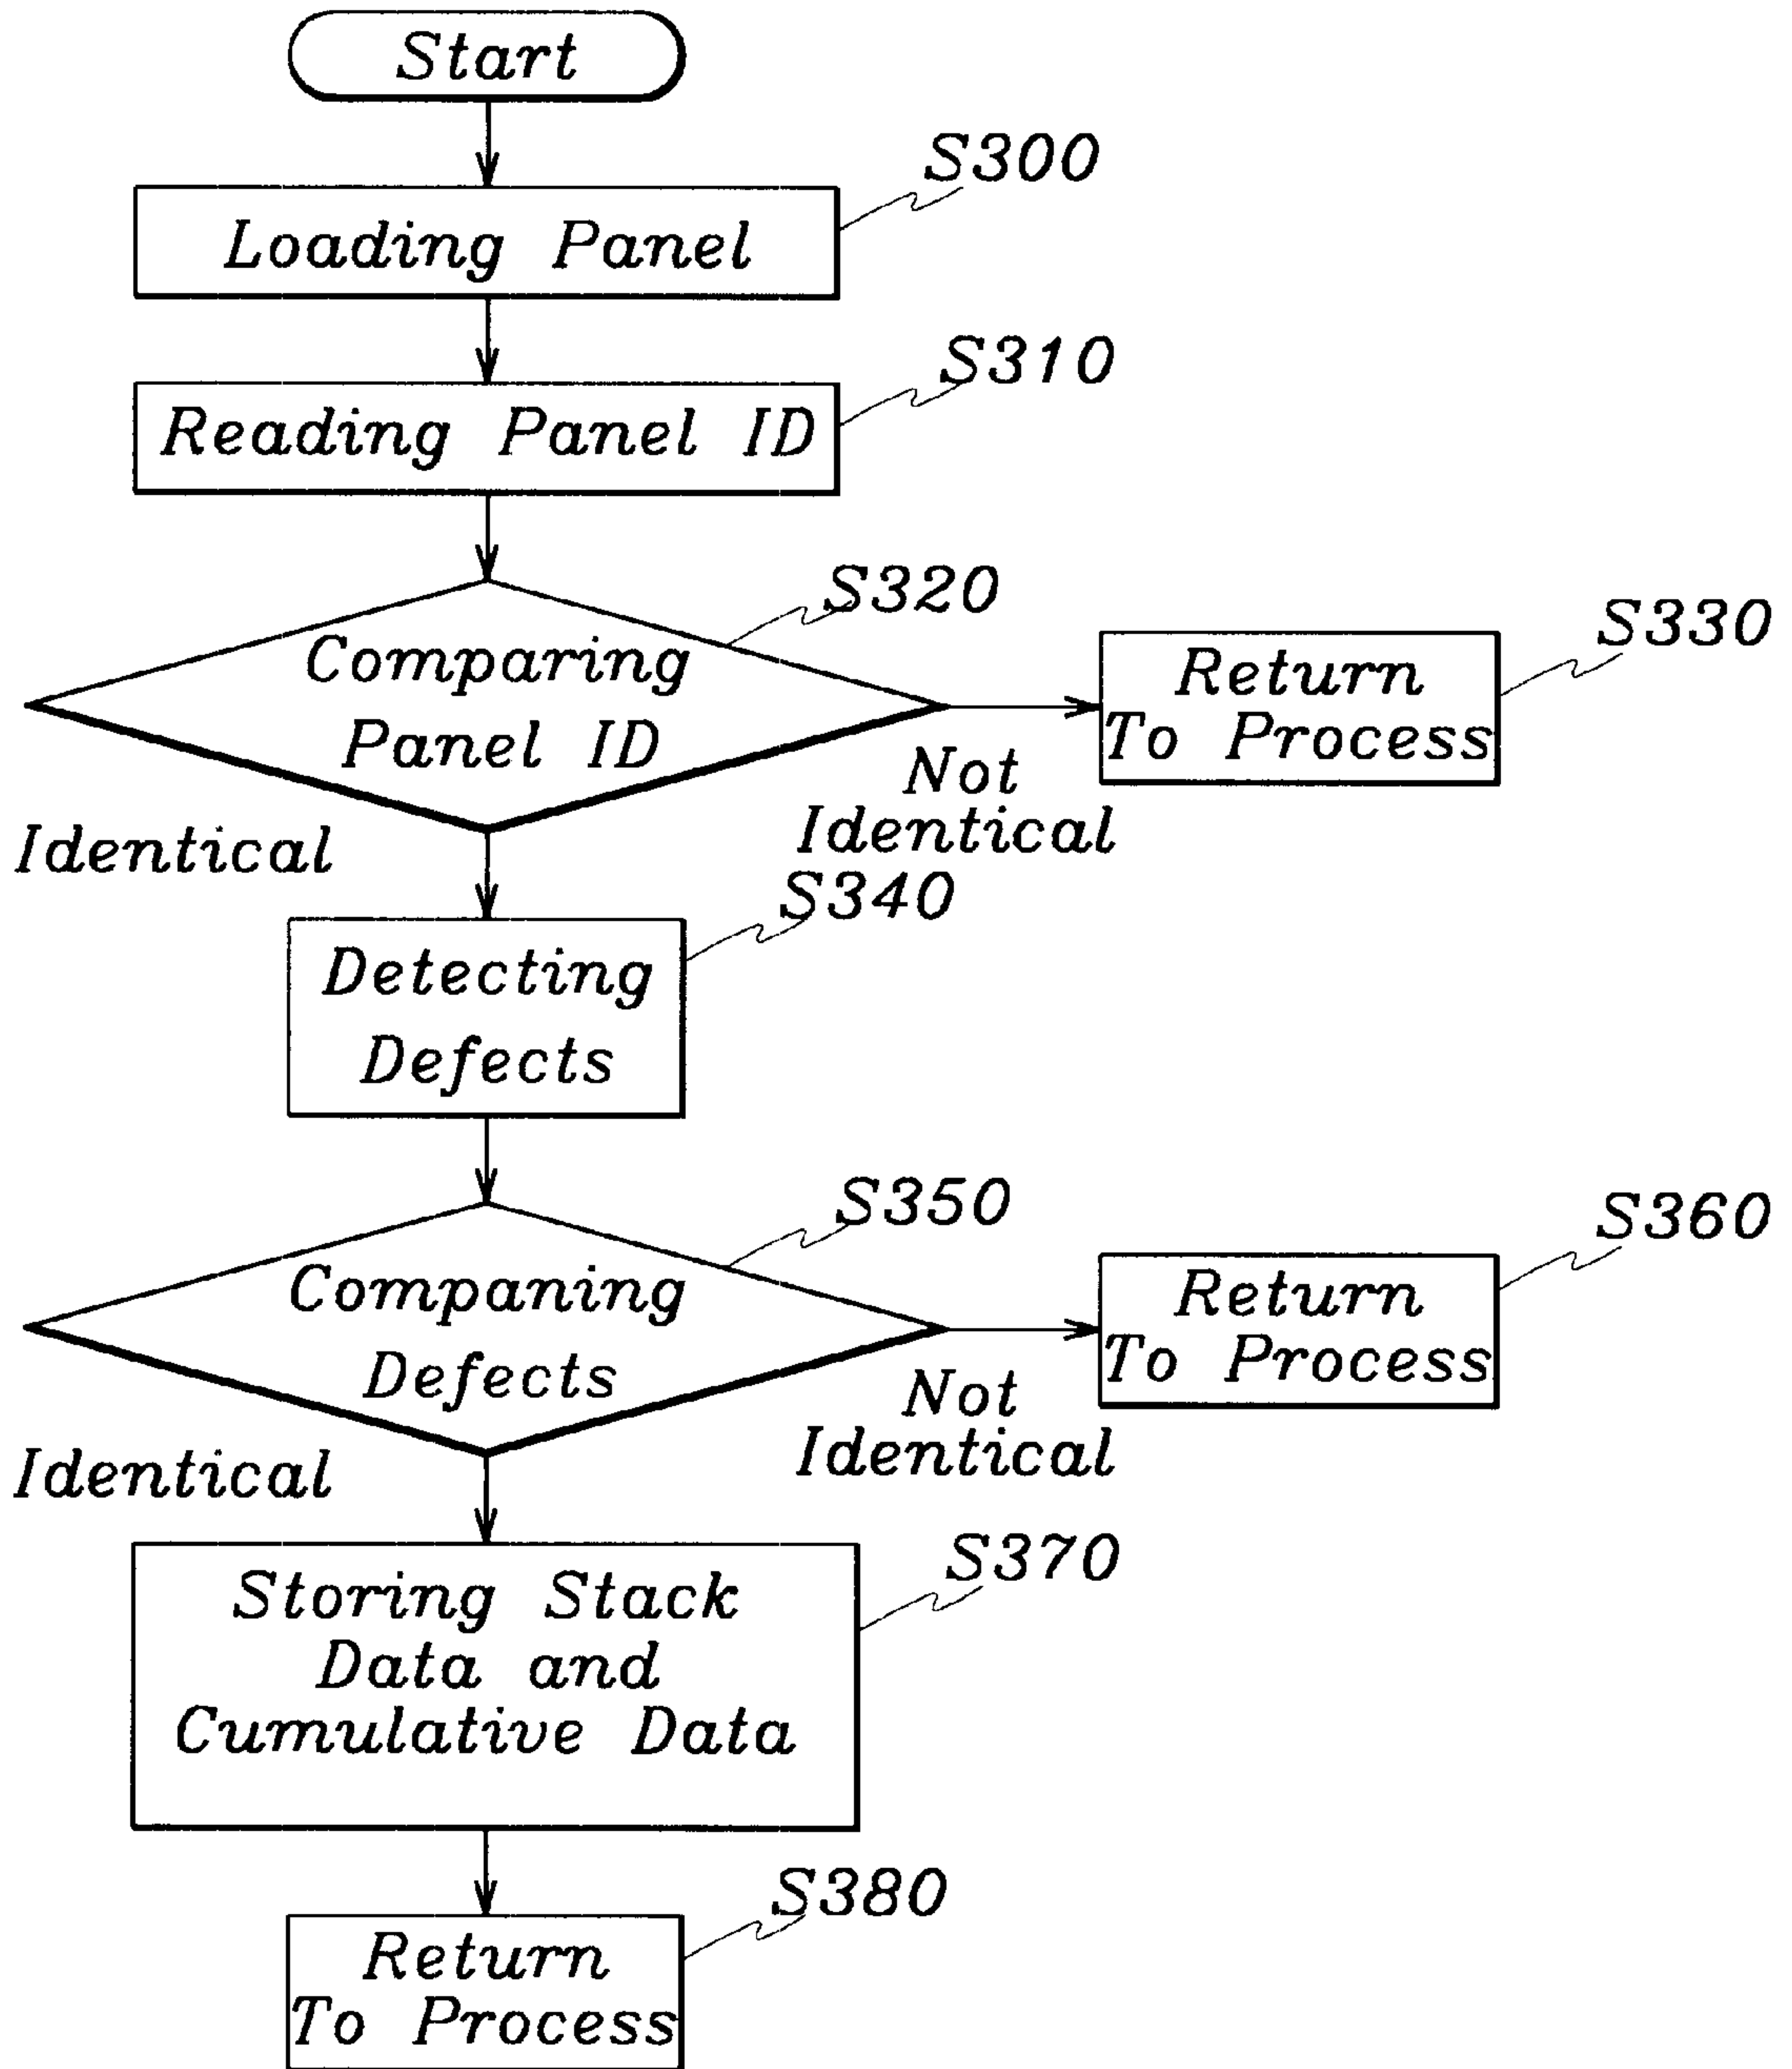 Start
S300
Loading Panel
S310
Reading Panel ID
S320
Comparing
Panel ID
S330
Return
To Process
Not
Identical
Identical
S340
Detecting
Defects
S350
Companing
Defects
S360
Return
To Process
Not
Identical
Identical
S370
Storing Stack
Data and
Cumulative Data
S380
Return
To Process